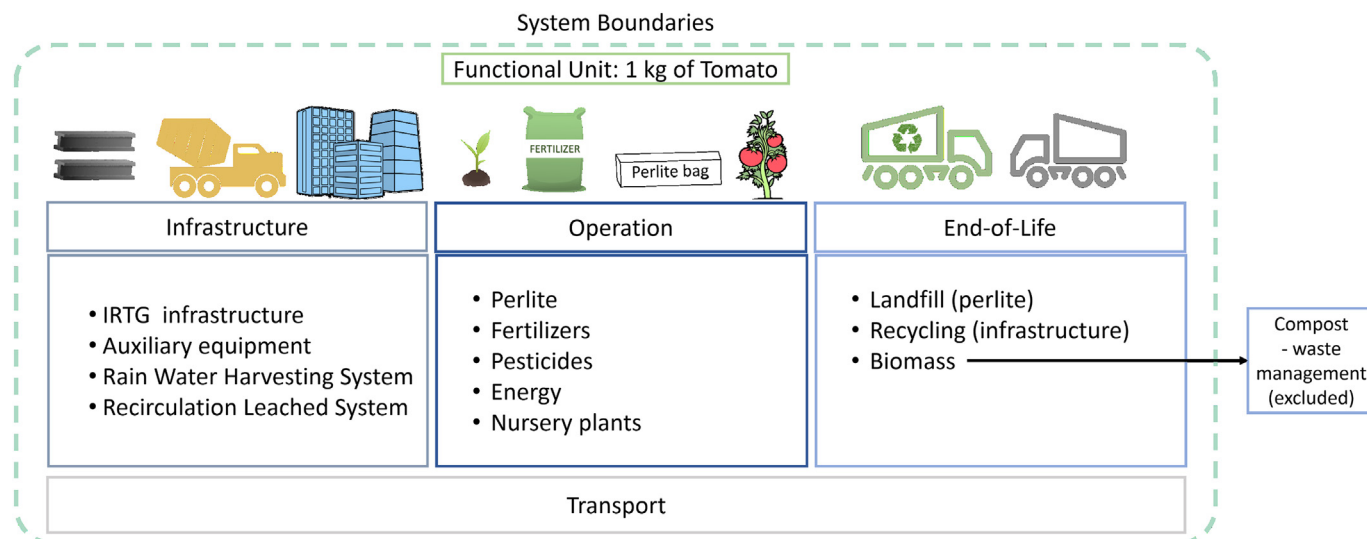 System Boundaries
Functional Unit: 1 kg of Tomato
FERTILIZER
Perlite bag
Infrastructure
Operation
End-of-Life
• IRTG infrastructure
• Auxiliary equipment
• Rain Water Harvesting System
• Recirculation Leached System
• Perlite
• Fertilizers
• Pesticides
• Energy
• Nursery plants
• Landfill (perlite)
• Recycling (infrastructure)
• Biomass
Compost
- waste
management
(excluded)
Transport